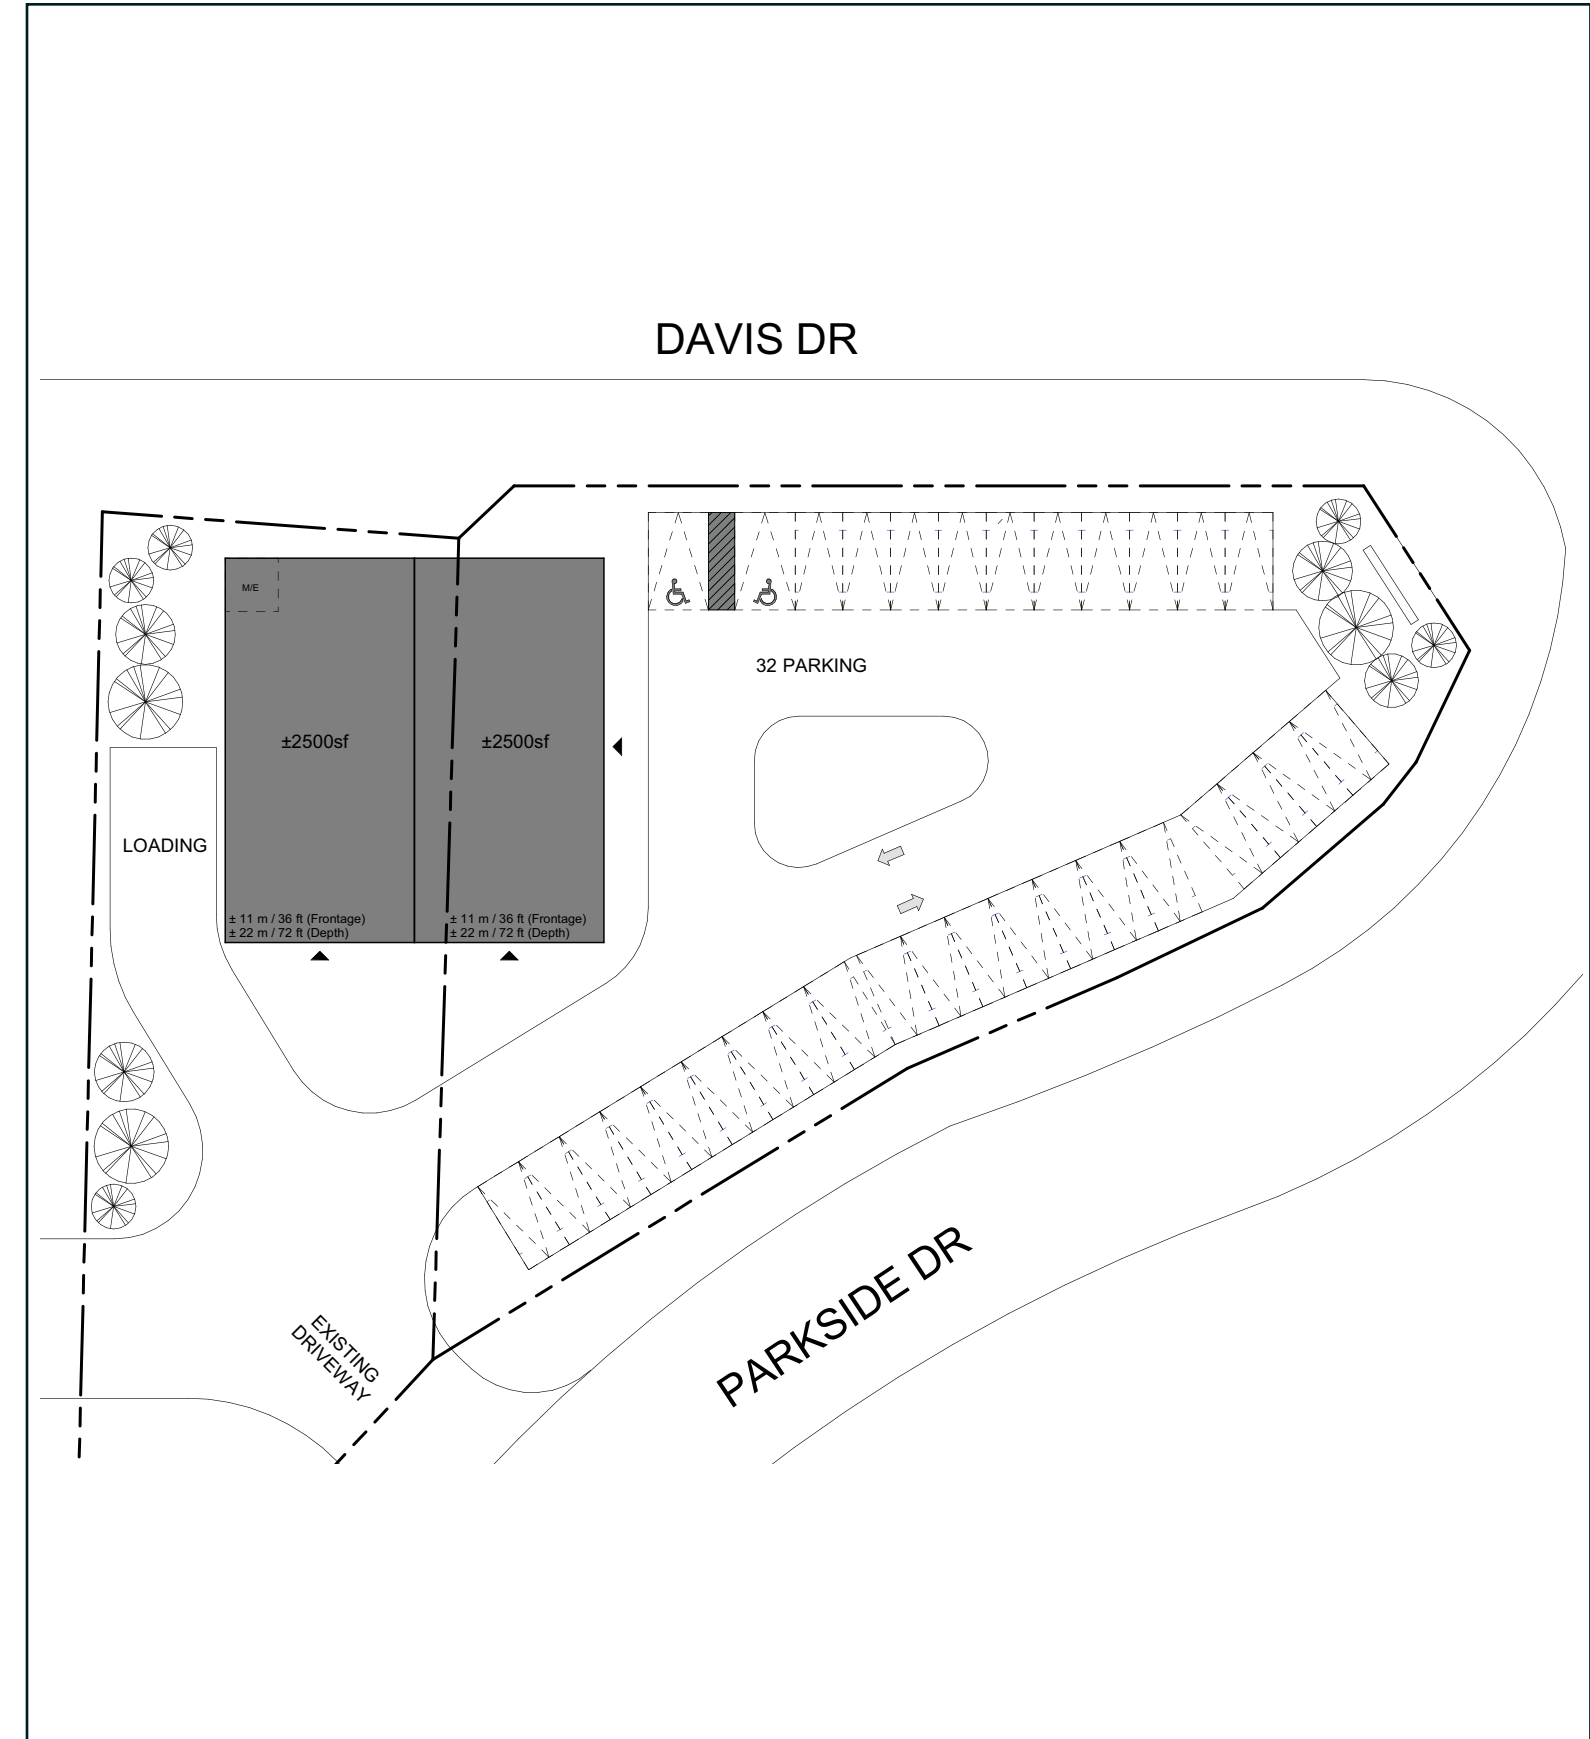 DAVIS DR
M/E
32 PARKING
±2500sf
±2500sf
LOADING
± 11 m / 36 ft (Frontage)
± 22 m / 72 ft (Depth)
± 11 m / 36 ft (Frontage)
± 22 m / 72 ft (Depth)
PARKSIDE DR
EXISTING
DRIVEWAY